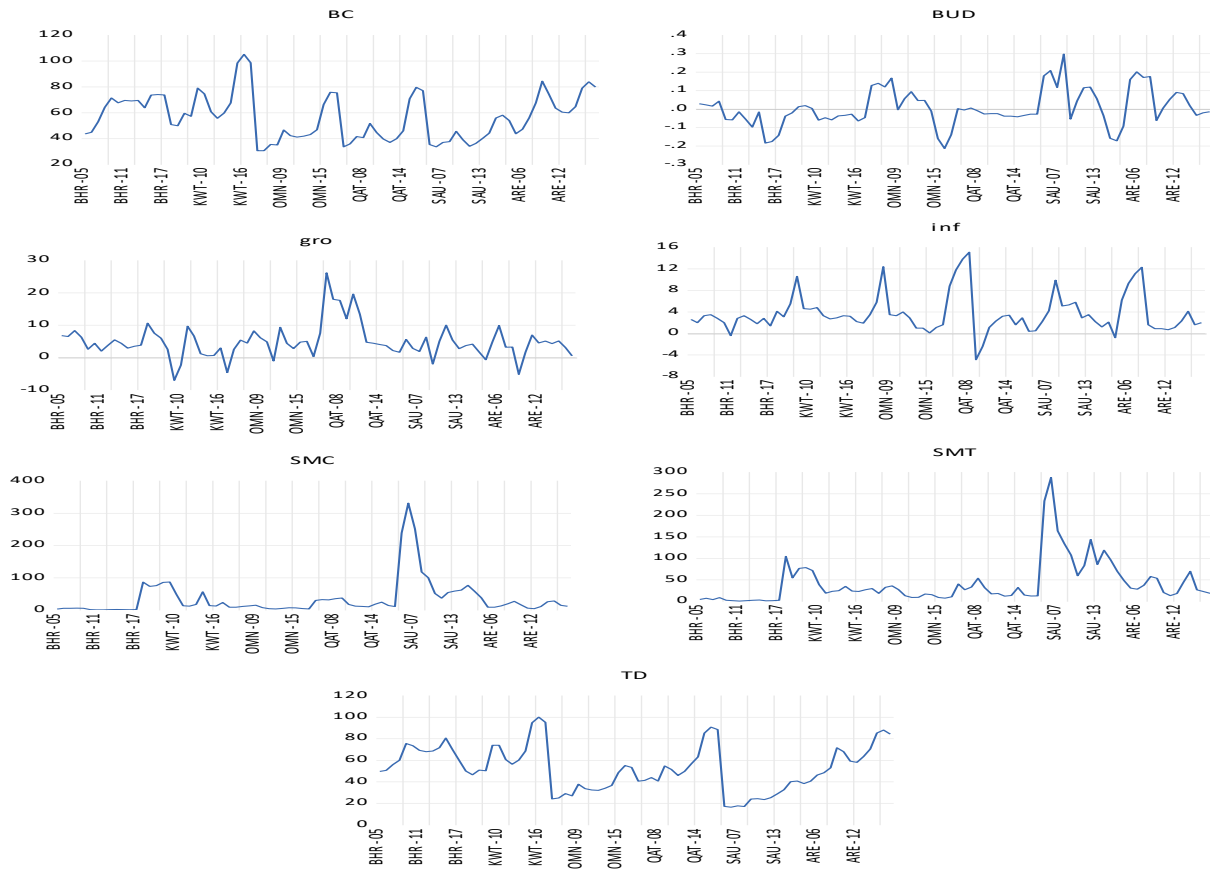 BC
120
100
80
60
40
20
BHR-05
BHR-11
BHR-17
KWT-10
KWT-16
OMN-09
OMN-15
QAT-08
QAT-14
SAU-07
SAU-13
ARE-06
ARE-12
BUD
.4
.3
.2
.1
.0
-.1
-.2
-.3
BHR-05
BHR-11
BHR-17
KWT-10
KWT-16
OMN-09
OMN-15
QAT-08
QAT-14
SAU-07
SAU-13
ARE-06
ARE-12
gro
30
20
10
0
-10
BHR-05
BHR-11
BHR-17
KWT-10
KWT-16
OMN-09
OMN-15
QAT-08
QAT-14
SAU-07
SAU-13
ARE-06
ARE-12
inf
16
12
8
4
0
-4
-8
BHR-05
BHR-11
BHR-17
KWT-10
KWT-16
OMN-09
OMN-15
QAT-08
QAT-14
SAU-07
SAU-13
ARE-06
ARE-12
SMC
400
300
200
100
0
BHR-05
BHR-11
BHR-17
KWT-10
KWT-16
OMN-09
OMN-15
QAT-08
QAT-14
SAU-07
SAU-13
ARE-06
ARE-12
SMT
300
250
200
150
100
50
0
BHR-05
BHR-11
BHR-17
KWT-10
KWT-16
OMN-09
OMN-15
QAT-08
QAT-14
SAU-07
SAU-13
ARE-06
ARE-12
TD
120
100
80
60
40
20
0
BHR-05
BHR-11
BHR-17
KWT-10
KWT-16
OMN-09
OMN-15
QAT-08
QAT-14
SAU-07
SAU-13
ARE-06
ARE-12